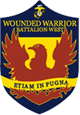 WOUNDED WARRIOR
BATTALION WEST
ETIAM IN PUGNA